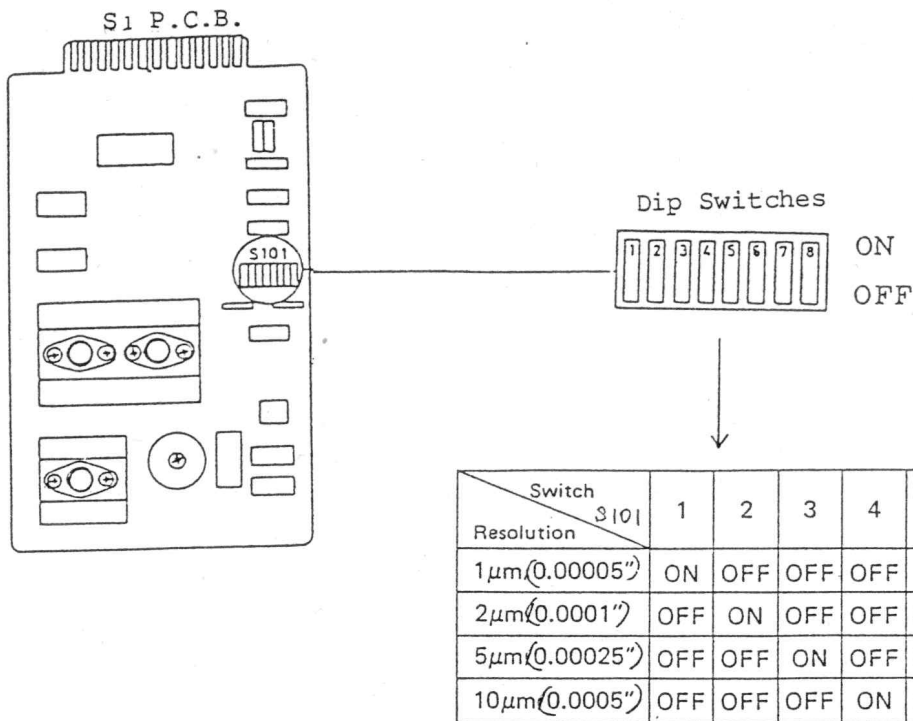 S1 P.C.B.
S101
Dip Switches
1 2 3 4 5 6 7 8
ON
OFF
Switch S101
Resolution
1 2 3 4
1μm(0.00005") ON OFF OFF OFF
2μm(0.0001") OFF ON OFF OFF
5μm(0.00025") OFF OFF ON OFF
10μm(0.0005") OFF OFF OFF ON